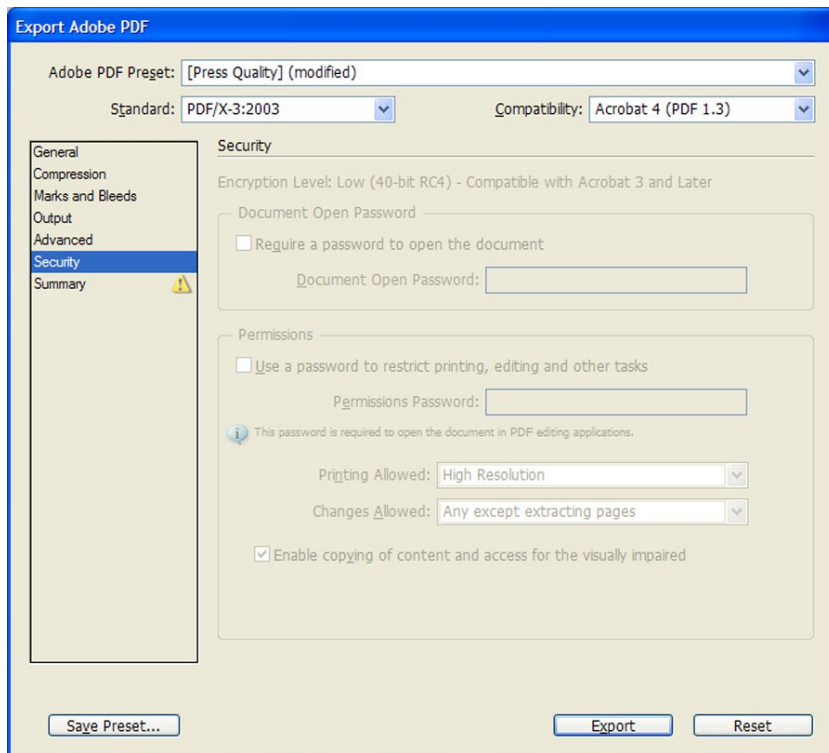 Export Adobe PDF
Adobe PDF Preset: [Press Quality] (modified)
Standard: PDF/X-3:2003 Compatibility: Acrobat 4 (PDF 1.3)
General
Compression
Marks and Bleeds
Output
Advanced
Security
Summary
Security
Encryption Level: Low (40-bit RC4) - Compatible with Acrobat 3 and Later
Document Open Password
Require a password to open the document
Document Open Password:
Permissions
Use a password to restrict printing, editing and other tasks
Permissions Password:
This password is required to open the document in PDF editing applications.
Printing Allowed: High Resolution
Changes Allowed: Any except extracting pages
Enable copying of content and access for the visually impaired
Save Preset... Export Reset